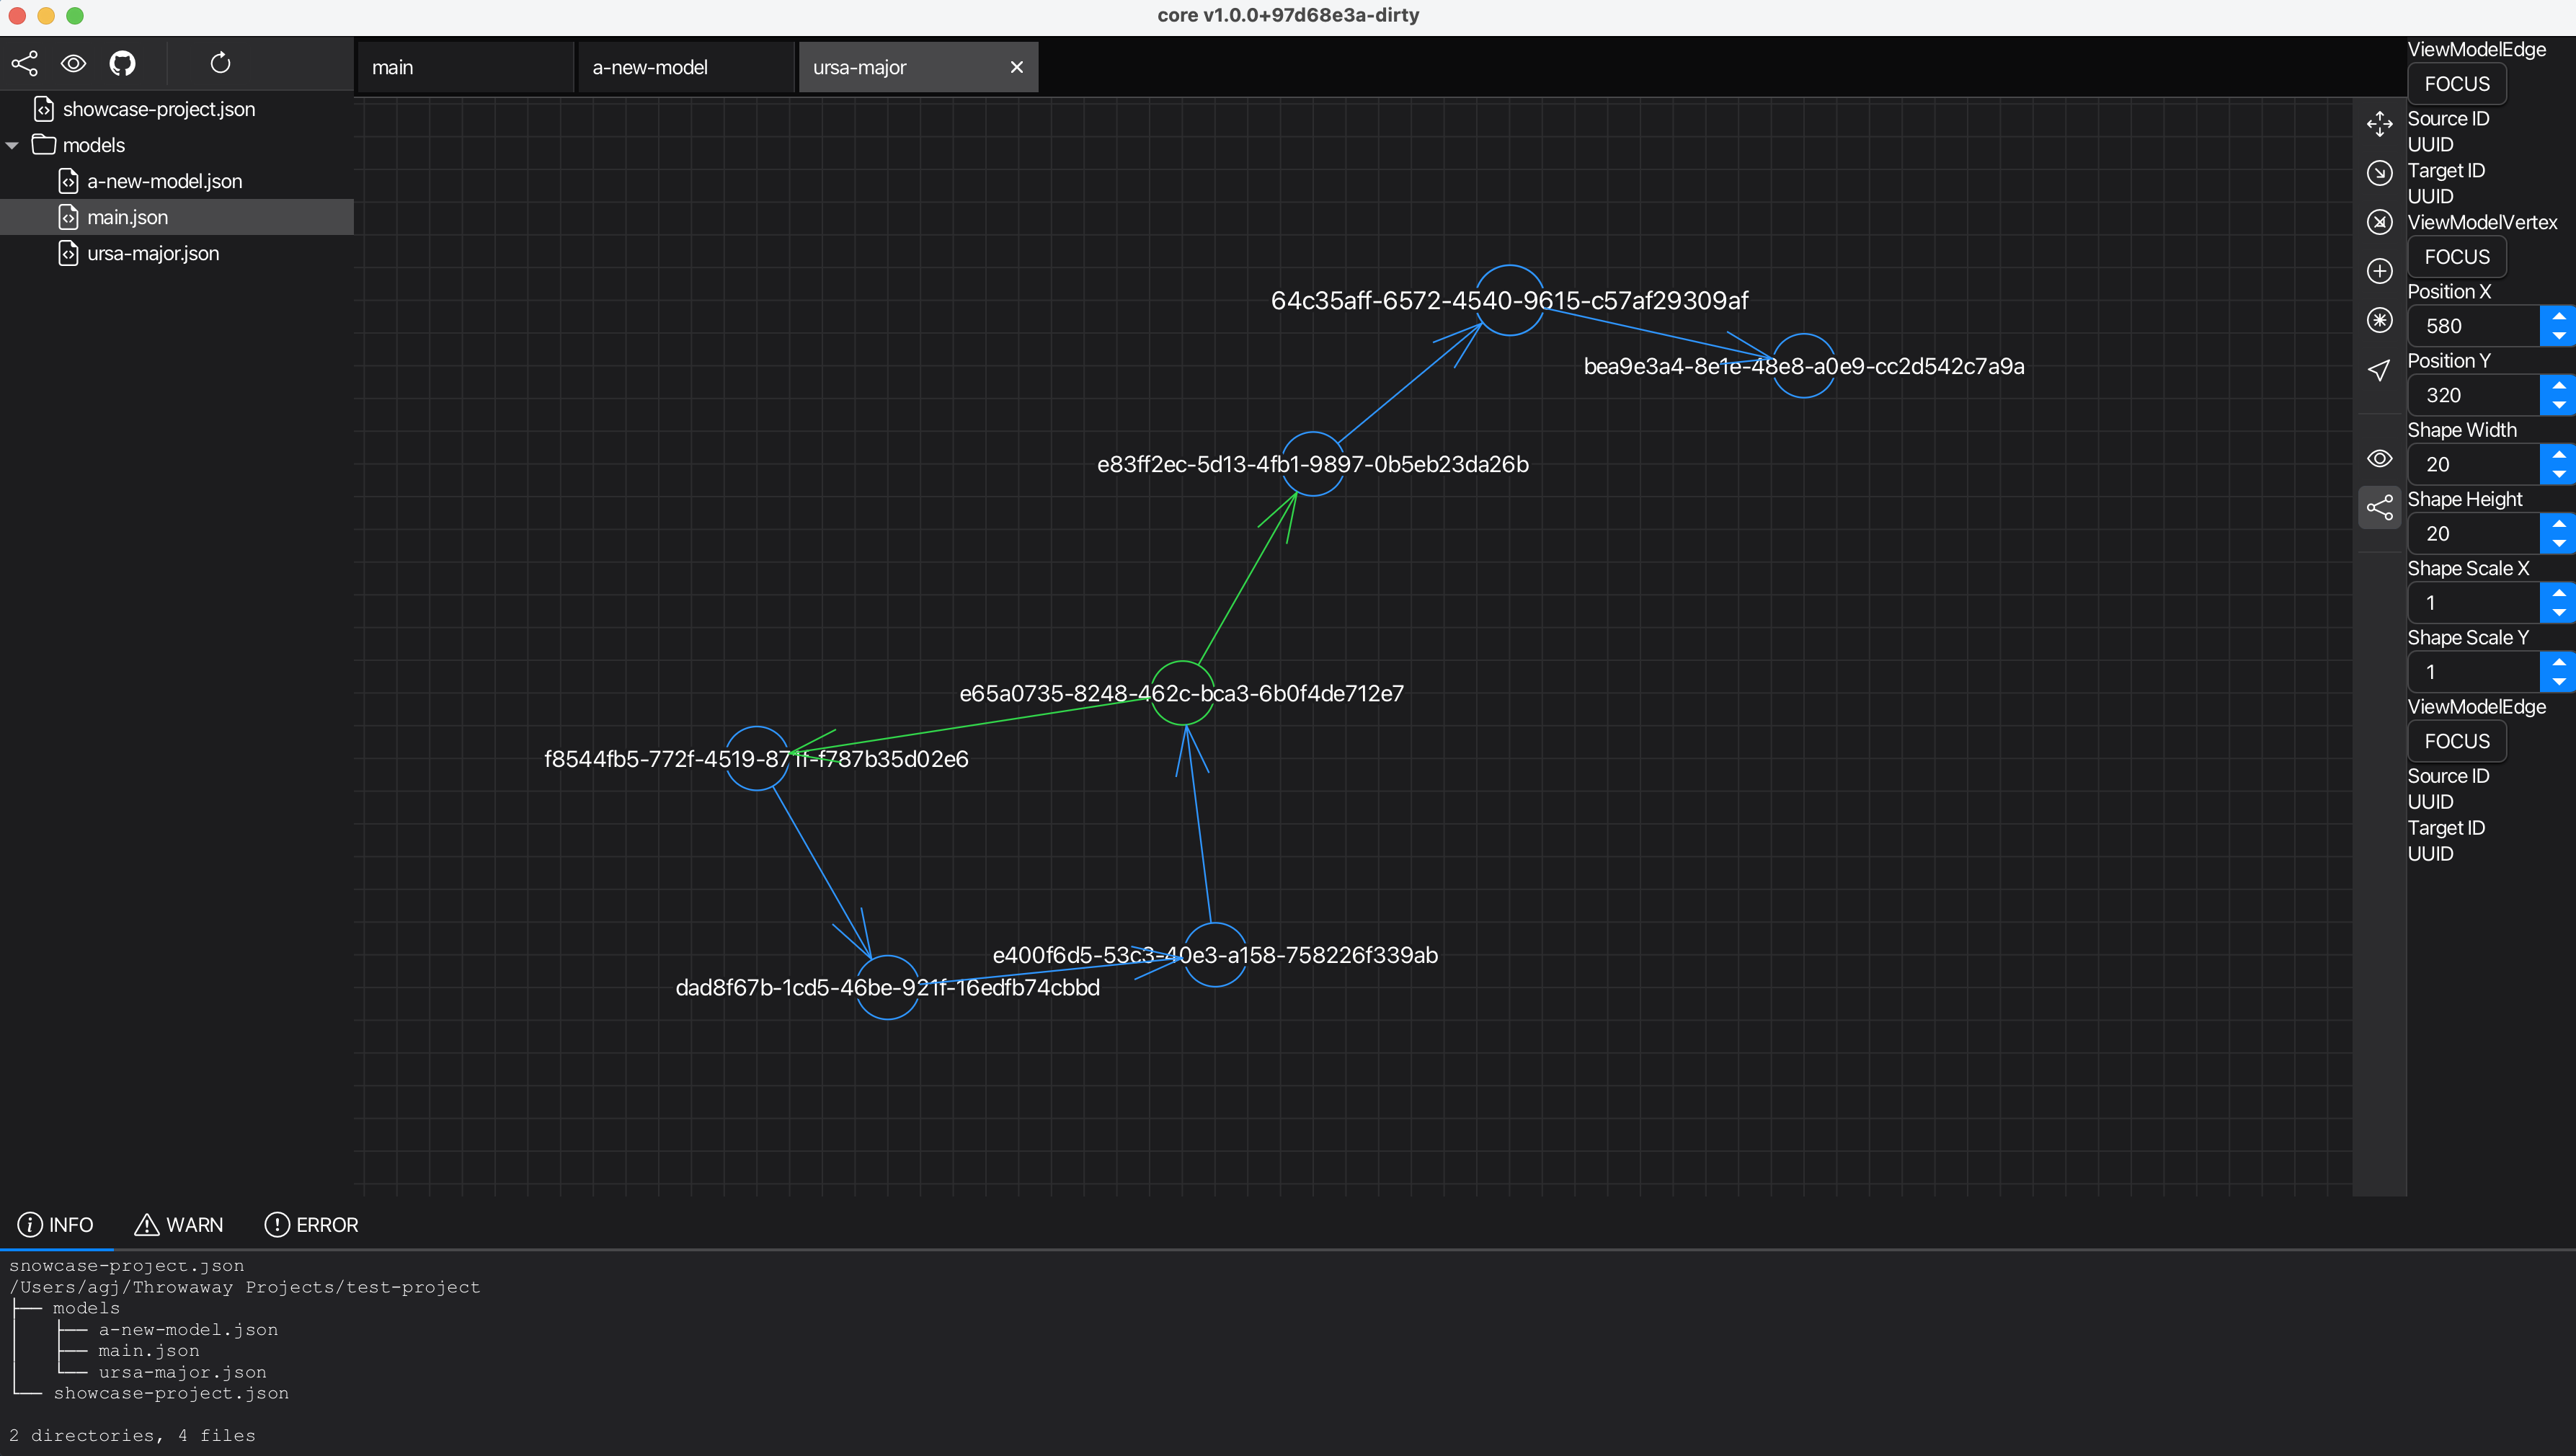 core v1.0.0+97d68e3a-dirty
main
a-new-model
ursa-major
showcase-project.json
models
a-new-model.json
main.json
ursa-major.json
64c35aff-6572-4540-9615-c57af29309af
bea9e3a4-8e1e-48e8-a0e9-cc2d542c7a9a
e83ff2ec-5d13-4fb1-9897-0b5eb23da26b
e65a0735-8248-462c-bca3-6b0f4de712e7
f8544fb5-772f-4519-871f-f787b35d02e6
e400f6d5-53c3-40e3-a158-758226f339ab
dad8f67b-1cd5-46be-921f-16edfb74cbbd
ViewModelEdge
FOCUS
Source ID
UUID
Target ID
UUID
ViewModelVertex
FOCUS
Position X
580
Position Y
320
Shape Width
20
Shape Height
20
Shape Scale X
1
Shape Scale Y
1
ViewModelEdge
FOCUS
Source ID
UUID
Target ID
UUID
INFO
WARN
ERROR
showcase-project.json
/Users/agj/Throwaway Projects/test-project
├── models
│   ├── a-new-model.json
│   ├── main.json
│   └── ursa-major.json
└── showcase-project.json
2 directories, 4 files